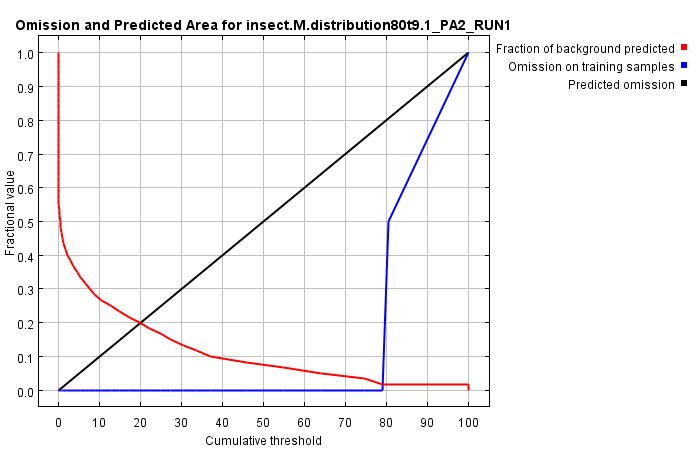 Omission and Predicted Area for insect.M.distribution80t9.1_PA2_RUN1
Fraction of background predicted
Omission on training samples
Predicted omission
Fractional value
1.0
0.9
0.8
0.7
0.6
0.5
0.4
0.3
0.2
0.1
0.0
0 10 20 30 40 50 60 70 80 90 100
Cumulative threshold